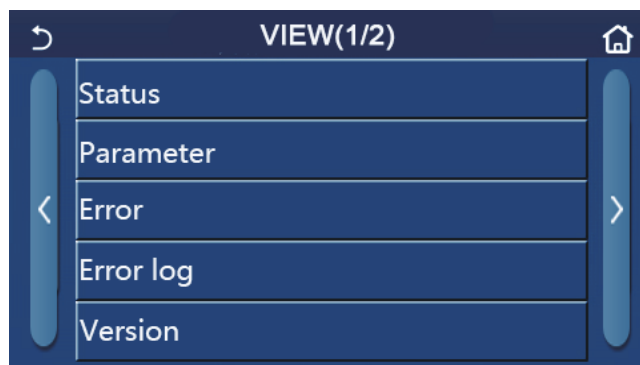 VIEW(1/2)
Status
Parameter
Error
Error log
Version